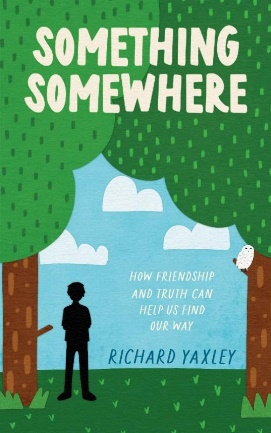 SOMETHING
SOMEWHERE
HOW FRIENDSHIP
AND TRUTH CAN
HELP US FIND
OUR WAY
RICHARD YAXLEY